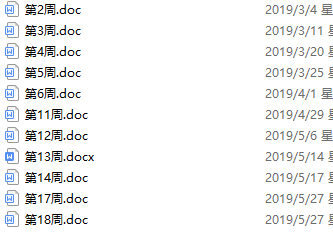 第2周.doc 2019/3/4 星
第3周.doc 2019/3/11 星
第4周.doc 2019/3/20 星
第5周.doc 2019/3/25 星
第6周.doc 2019/4/1 星
第11周.doc 2019/4/29 星
第12周.doc 2019/5/6 星
第13周.docx 2019/5/14 星
第14周.doc 2019/5/17 星
第17周.doc 2019/5/27 星
第18周.doc 2019/5/27 星